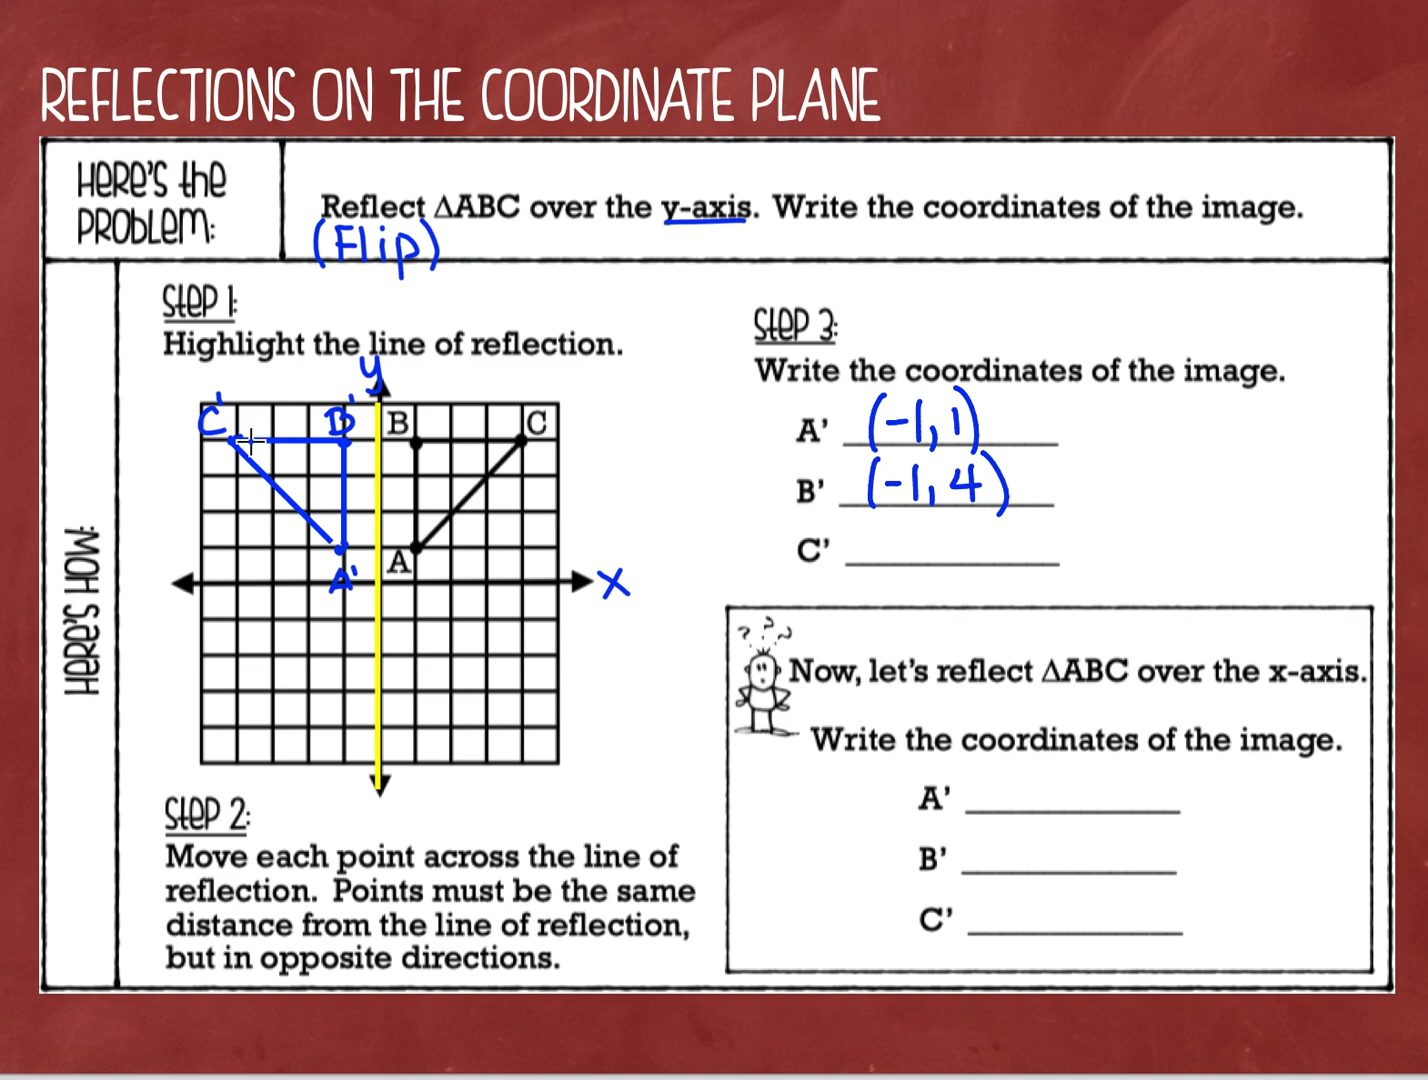 REFLECTIONS ON THE COORDINATE PLANE
HERE'S the PROBLEM:
Reflect ΔABC over the y-axis. Write the coordinates of the image.
(Flip)
HERE'S HOW:
Step 1:
Highlight the line of reflection.
y
C' B' B C
A
A'
x
Step 2:
Move each point across the line of
reflection. Points must be the same
distance from the line of reflection,
but in opposite directions.
Step 3:
Write the coordinates of the image.
A' (-1, 1)
B' (-1, 4)
C'
? ? ?
Now, let's reflect ΔABC over the x-axis.
Write the coordinates of the image.
A'
B'
C'